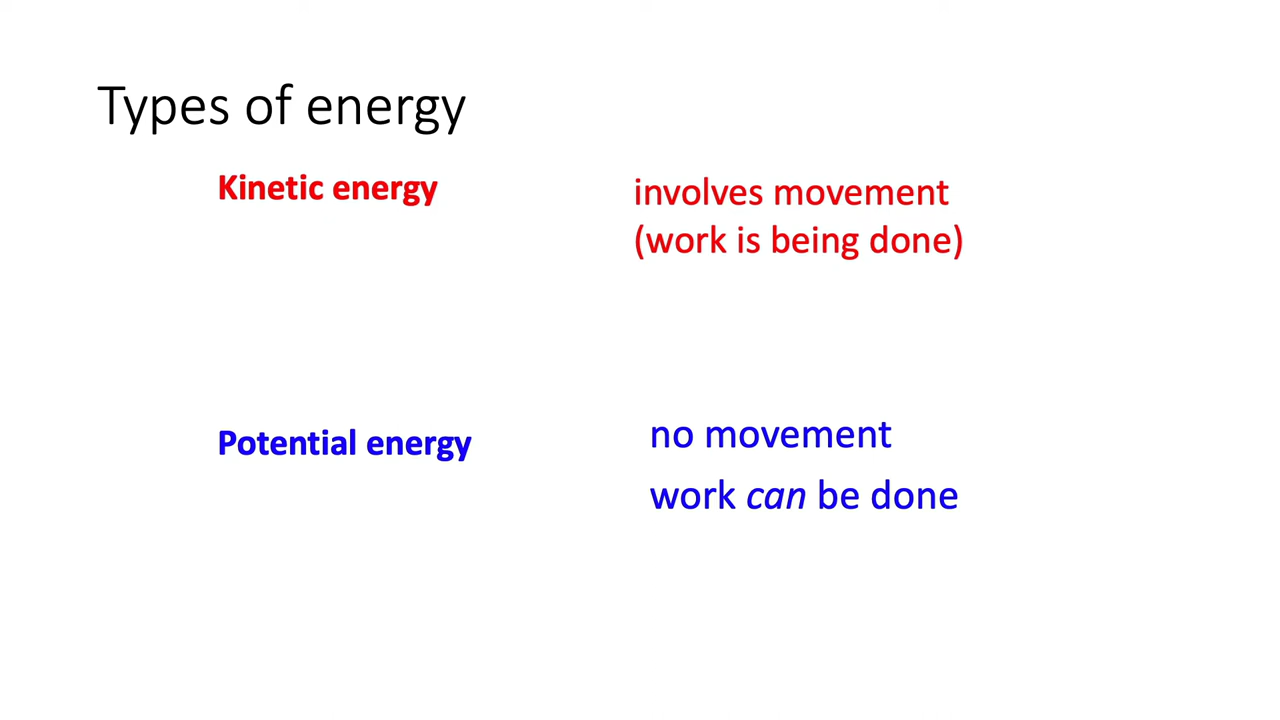 Types of energy
Kinetic energy
involves movement
(work is being done)
Potential energy
no movement
work can be done